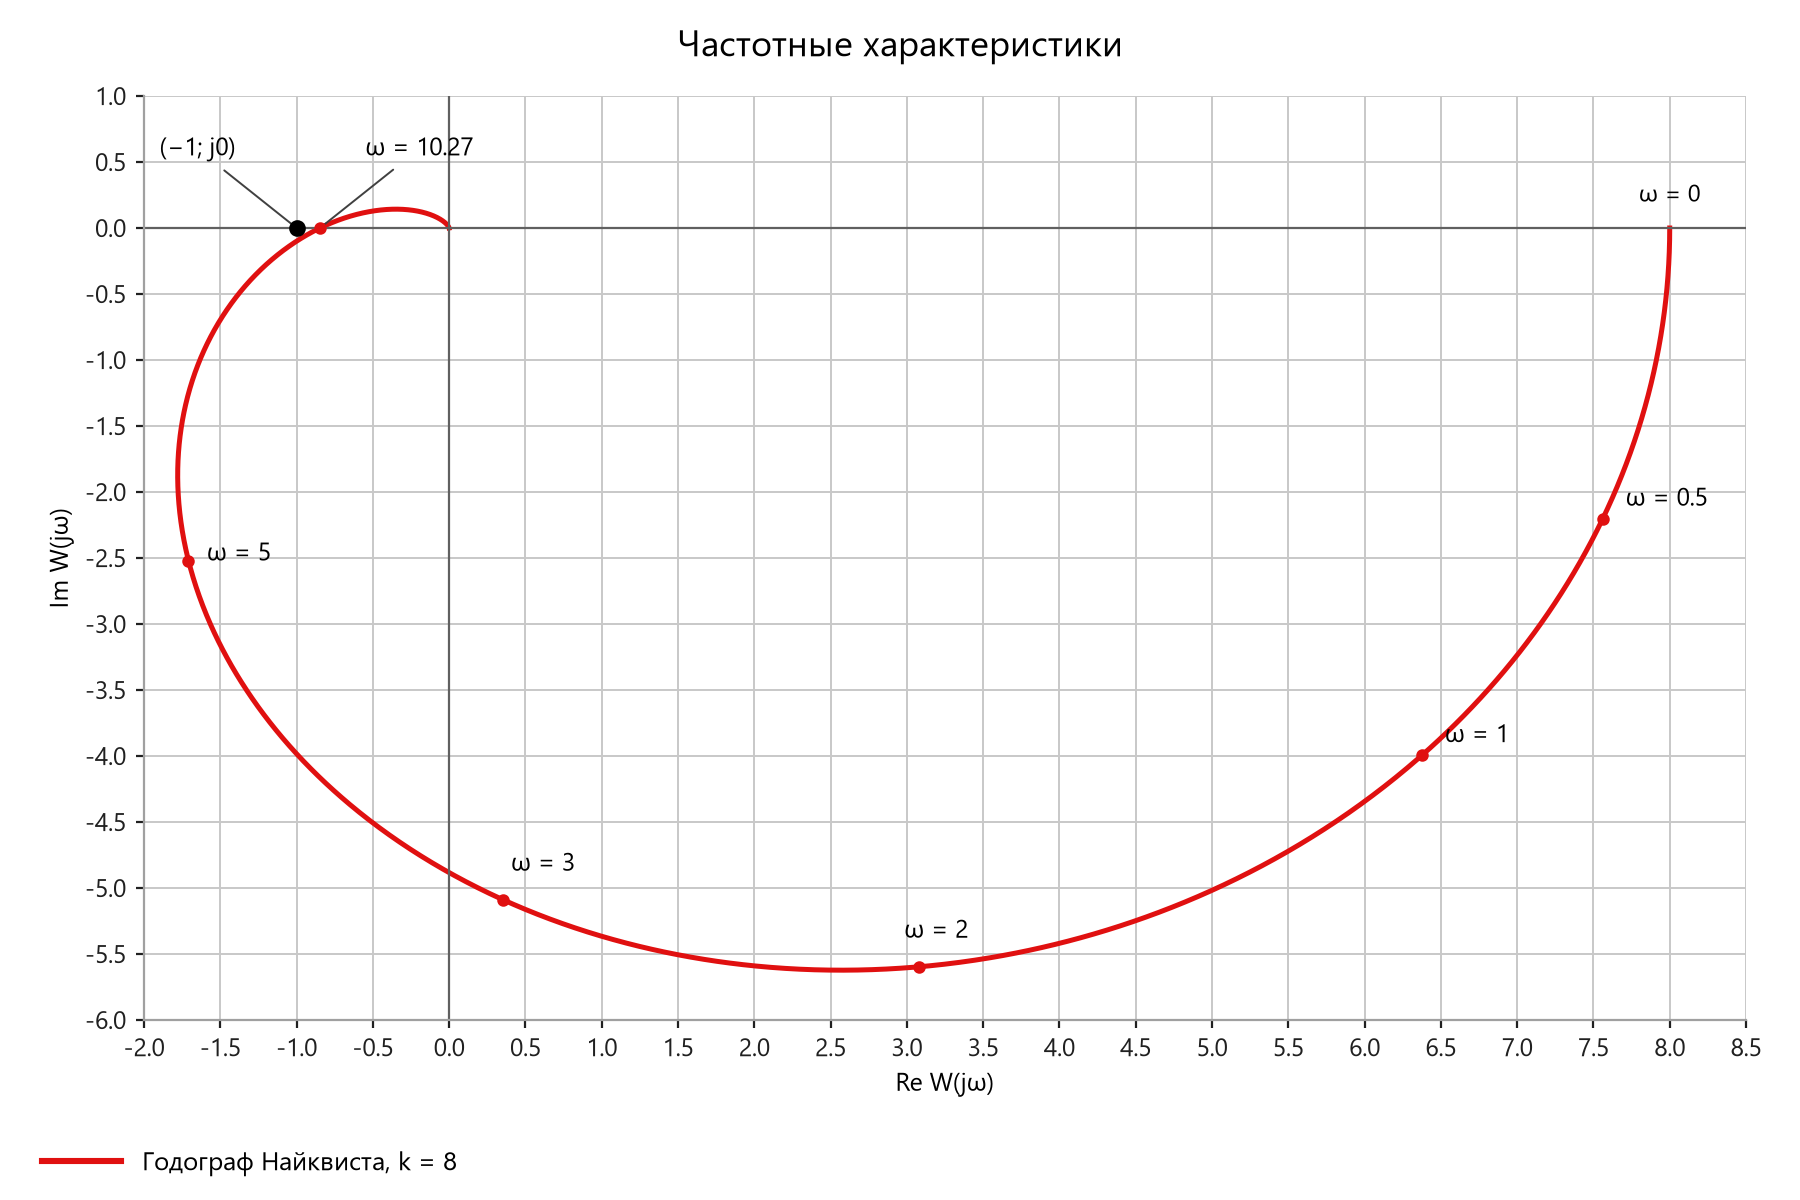 Частотные характеристики
1.0
0.5
0.0
-0.5
-1.0
-1.5
-2.0
-2.5
-3.0
-3.5
-4.0
-4.5
-5.0
-5.5
-6.0
Im W(jω)
(−1; j0)
ω = 10.27
ω = 0
ω = 0.5
ω = 5
ω = 1
ω = 3
ω = 2
-2.0 -1.5 -1.0 -0.5 0.0 0.5 1.0 1.5 2.0 2.5 3.0 3.5 4.0 4.5 5.0 5.5 6.0 6.5 7.0 7.5 8.0 8.5
Re W(jω)
Годограф Найквиста, k = 8